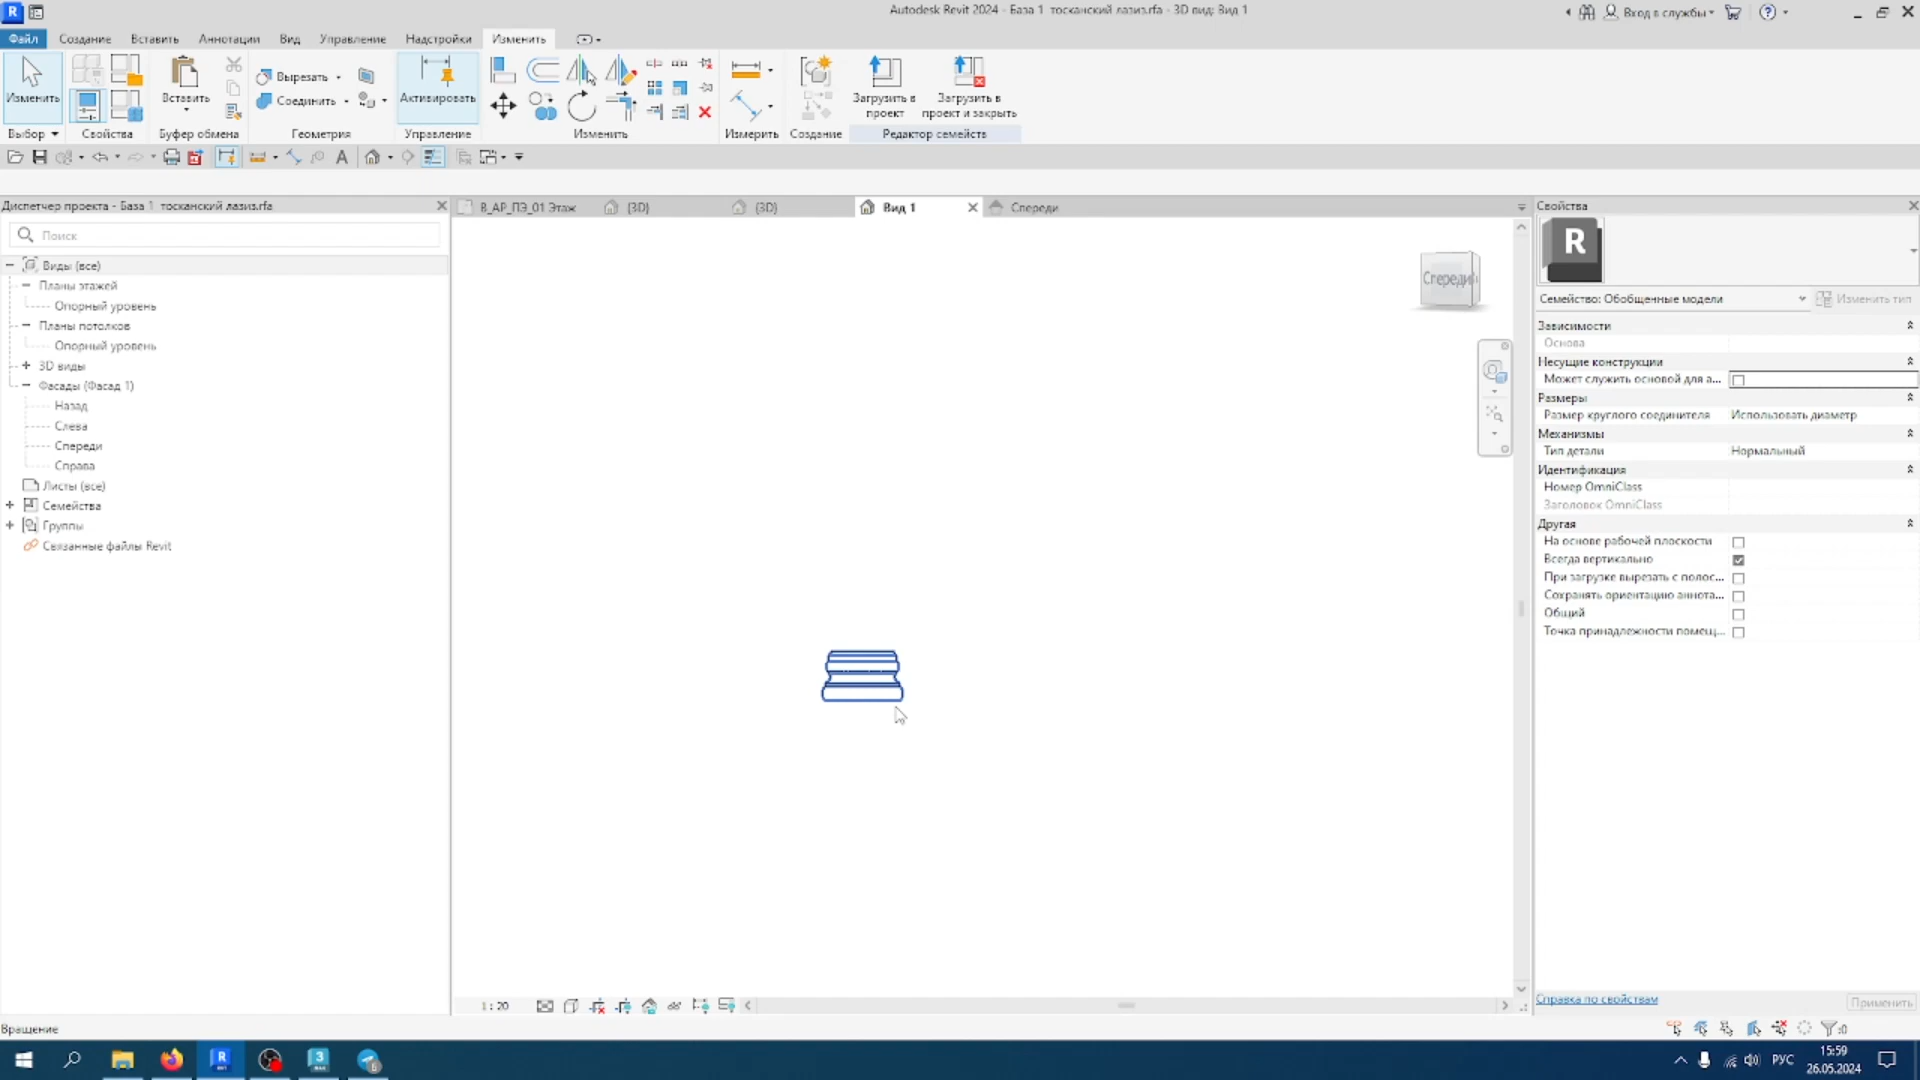 Autodesk Revit 2024 - База 1 тосканский лазиз.rfa - 3D вид: Вид 1
Вход в службы
Файл Создание Вставить Аннотации Вид Управление Надстройки Изменить
Изменить
Вставить
Вырезать
Соединить
Активировать
Загрузить в проект
Загрузить в проект и закрыть
Выбор Свойства Буфер обмена Геометрия Управление Изменить Измерить Создание Редактор семейств
Диспетчер проекта - База 1 тосканский лазиз.rfa
Поиск
Виды (все)
Планы этажей
Опорный уровень
Планы потолков
Опорный уровень
3D виды
Фасады (Фасад 1)
Назад
Слева
Спереди
Справа
Листы (все)
Семейства
Группы
Связанные файлы Revit
В_АР_ПЭ_01 Этаж {3D} {3D} Вид 1 Спереди
Спереди
1 : 20
Свойства
R
Семейство: Обобщенные модели Изменить тип
Зависимости
Основа
Несущие конструкции
Может служить основой для а...
Размеры
Размер круглого соединителя Использовать диаметр
Механизмы
Тип детали Нормальный
Идентификация
Номер OmniClass
Заголовок OmniClass
Другая
На основе рабочей плоскости
Всегда вертикально
При загрузке вырезать с полос...
Сохранять ориентацию аннота...
Общий
Точка принадлежности помещ...
Справка по свойствам Применить
Вращение
:0
РУС
15:59
26.05.2024